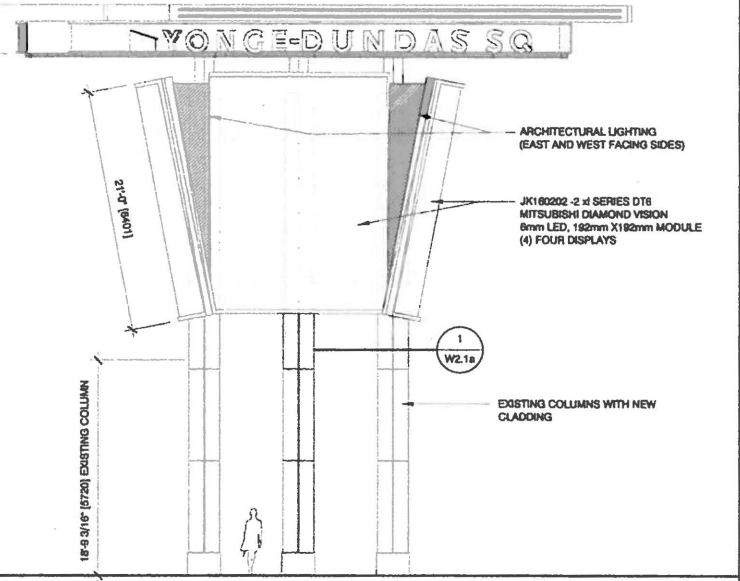 YONGE-DUNDAS SQ
ARCHITECTURAL LIGHTING
(EAST AND WEST FACING SIDES)
JK160202 -2 xl SERIES DT6
MITSUBISHI DIAMOND VISION
6mm LED, 192mm X192mm MODULE
(4) FOUR DISPLAYS
21'-0" [6401]
1
W2.1a
EXISTING COLUMNS WITH NEW
CLADDING
18'-9 3/16" [5720] EXISTING COLUMN